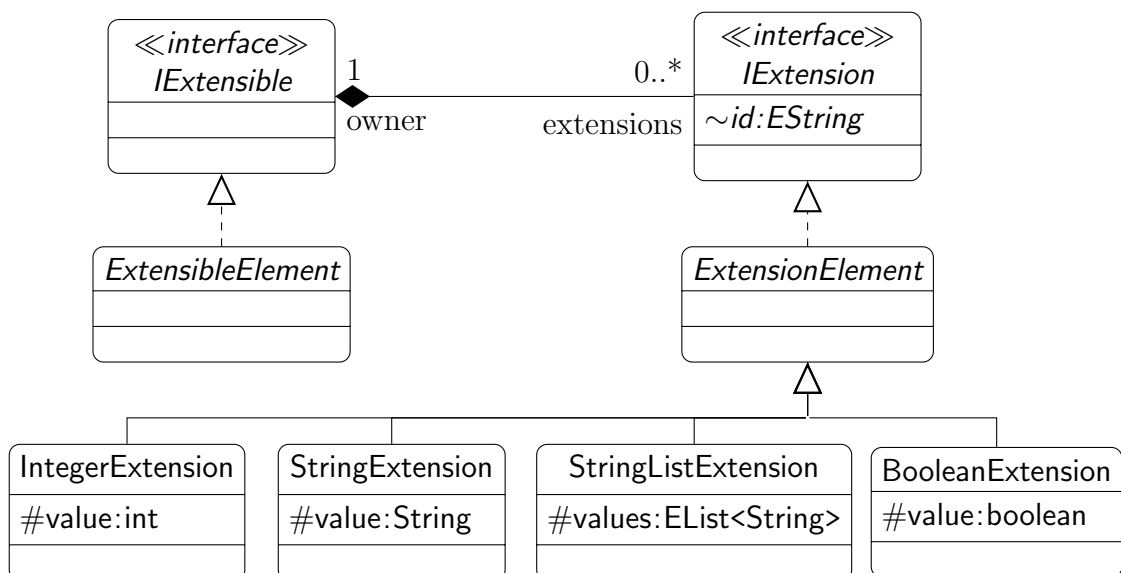 ≪interface≫
IExtensible
≪interface≫
IExtension
~id:EString
1
0..*
owner
extensions
ExtensibleElement
ExtensionElement
IntegerExtension
#value:int
StringExtension
#value:String
StringListExtension
#values:EList<String>
BooleanExtension
#value:boolean